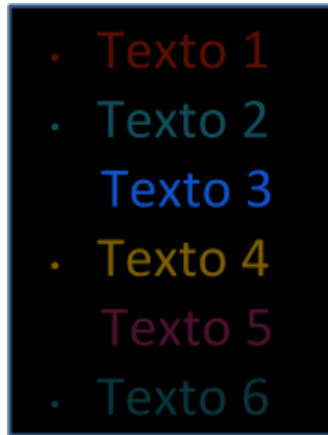 • Texto 1
• Texto 2
Texto 3
• Texto 4
Texto 5
• Texto 6